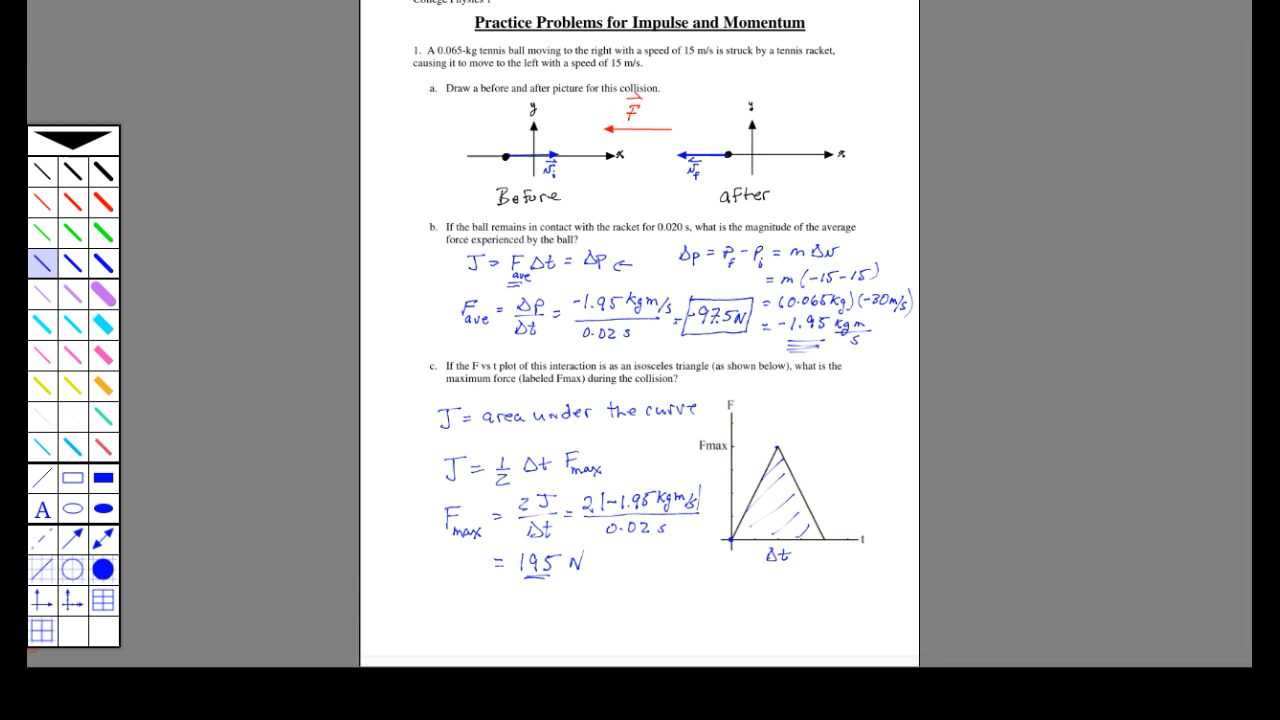 College Physics 1
Practice Problems for Impulse and Momentum
1. A 0.065-kg tennis ball moving to the right with a speed of 15 m/s is struck by a tennis racket,
causing it to move to the left with a speed of 15 m/s.
a. Draw a before and after picture for this collision.
F
y
y
x
x
v_i
v_f
Before
after
b. If the ball remains in contact with the racket for 0.020 s, what is the magnitude of the average
force experienced by the ball?
J = F_ave Δt = Δp ←
Δp = P_f - P_i = m Δv
= m (-15-15)
F_ave = Δp/Δt = -1.95 kg m/s / 0.02 s = -97.5 N
= (0.065 kg) (-30 m/s)
= -1.95 kg m/s
c. If the F vs t plot of this interaction is as an isosceles triangle (as shown below), what is the
maximum force (labeled Fmax) during the collision?
J = area under the curve
F
Fmax
J = 1/2 Δt F_max
F_max = 2J/Δt = 2|-1.95 kg m/s| / 0.02 s
t
Δt
= 195 N
A